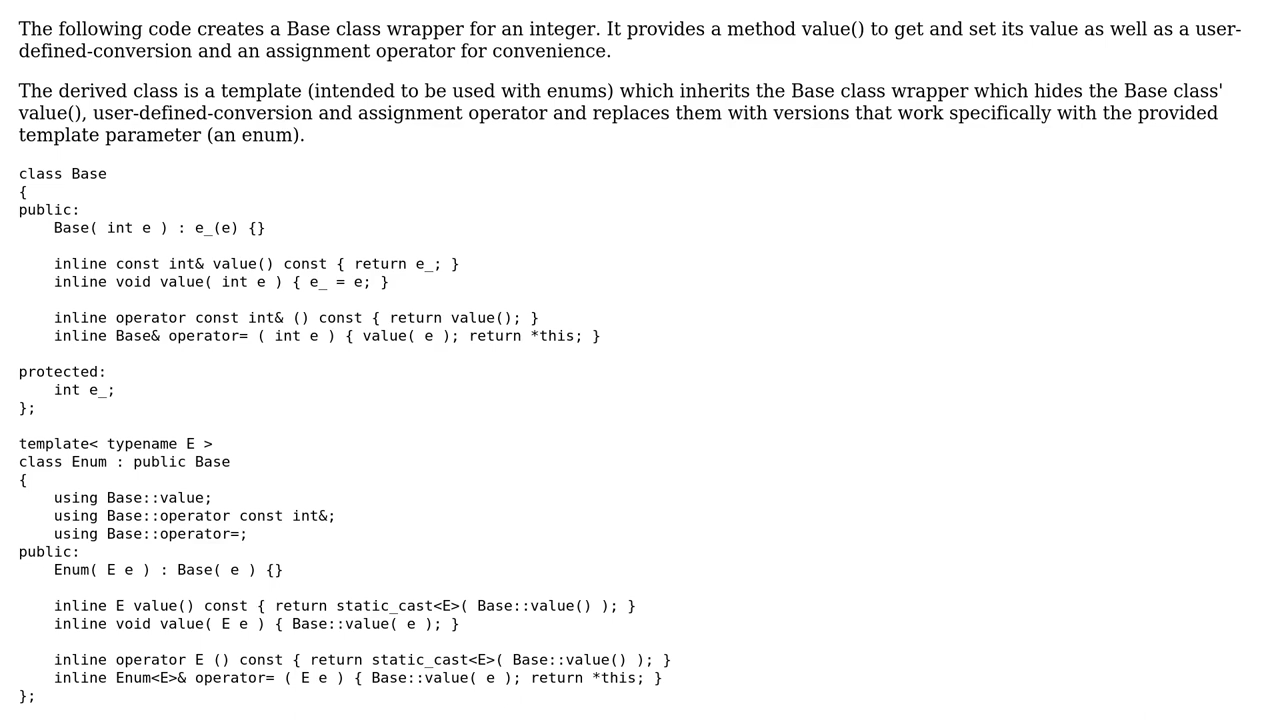 The following code creates a Base class wrapper for an integer. It provides a method value() to get and set its value as well as a user-
defined-conversion and an assignment operator for convenience.
The derived class is a template (intended to be used with enums) which inherits the Base class wrapper which hides the Base class'
value(), user-defined-conversion and assignment operator and replaces them with versions that work specifically with the provided
template parameter (an enum).
class Base
{
public:
    Base( int e ) : e_(e) {}
    inline const int& value() const { return e_; }
    inline void value( int e ) { e_ = e; }
    inline operator const int& () const { return value(); }
    inline Base& operator= ( int e ) { value( e ); return *this; }
protected:
    int e_;
};
template< typename E >
class Enum : public Base
{
    using Base::value;
    using Base::operator const int&;
    using Base::operator=;
public:
    Enum( E e ) : Base( e ) {}
    inline E value() const { return static_cast<E>( Base::value() ); }
    inline void value( E e ) { Base::value( e ); }
    inline operator E () const { return static_cast<E>( Base::value() ); }
    inline Enum<E>& operator= ( E e ) { Base::value( e ); return *this; }
};